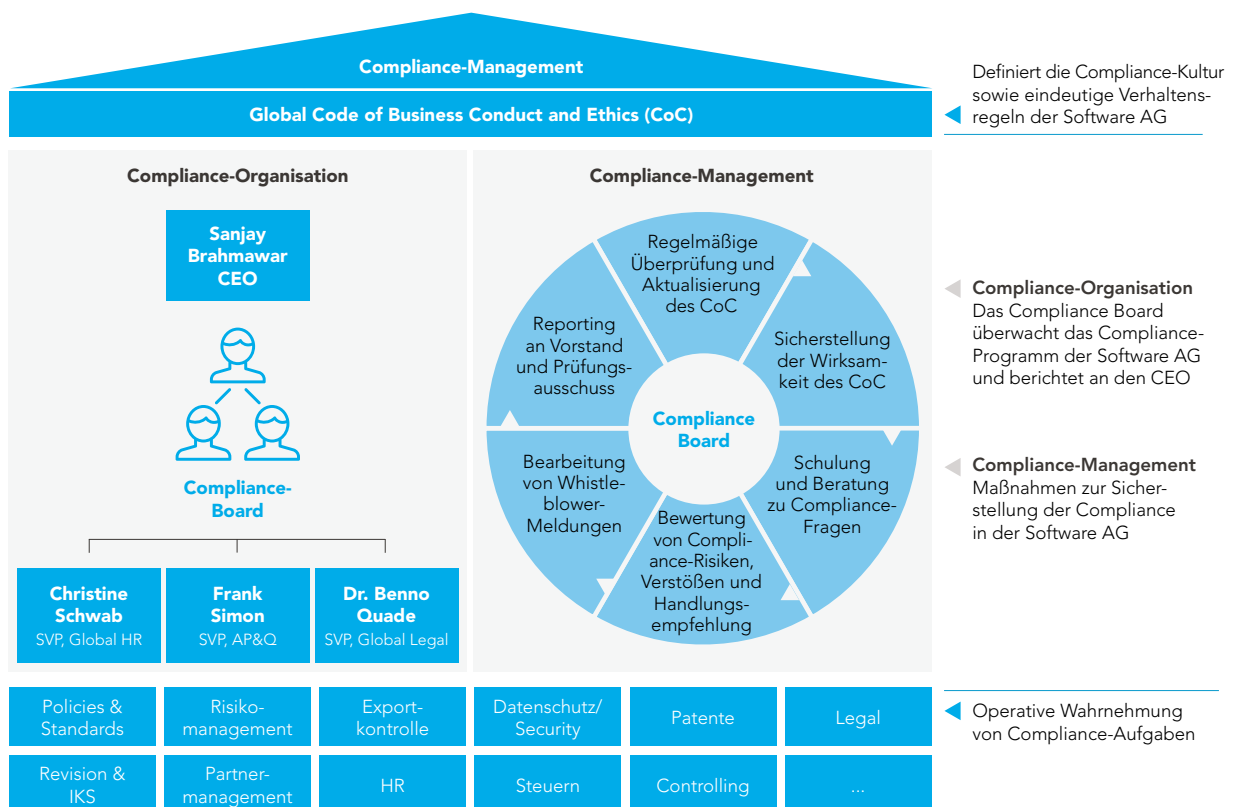 Compliance-Management
Global Code of Business Conduct and Ethics (CoC)
Definiert die Compliance-Kultur
sowie eindeutige Verhaltens-
regeln der Software AG
Compliance-Organisation
Sanjay
Brahmawar
CEO
Compliance-
Board
Christine
Schwab
SVP, Global HR
Frank
Simon
SVP, AP&Q
Dr. Benno
Quade
SVP, Global Legal
Compliance-Management
Regelmäßige
Überprüfung und
Aktualisierung
des CoC
Sicherstellung
der Wirksam-
keit des CoC
Schulung
und Beratung
zu Compliance-
Fragen
Bewertung
von Compli-
ance-Risiken,
Verstößen und
Handlungs-
empfehlung
Bearbeitung
von Whistle-
blower-
Meldungen
Reporting
an Vorstand
und Prüfungs-
ausschuss
Compliance
Board
Compliance-Organisation
Das Compliance Board
überwacht das Compliance-
Programm der Software AG
und berichtet an den CEO
Compliance-Management
Maßnahmen zur Sicher-
stellung der Compliance
in der Software AG
Policies &
Standards
Risiko-
management
Export-
kontrolle
Datenschutz/
Security
Patente
Legal
Revision &
IKS
Partner-
management
HR
Steuern
Controlling
...
Operative Wahrnehmung
von Compliance-Aufgaben